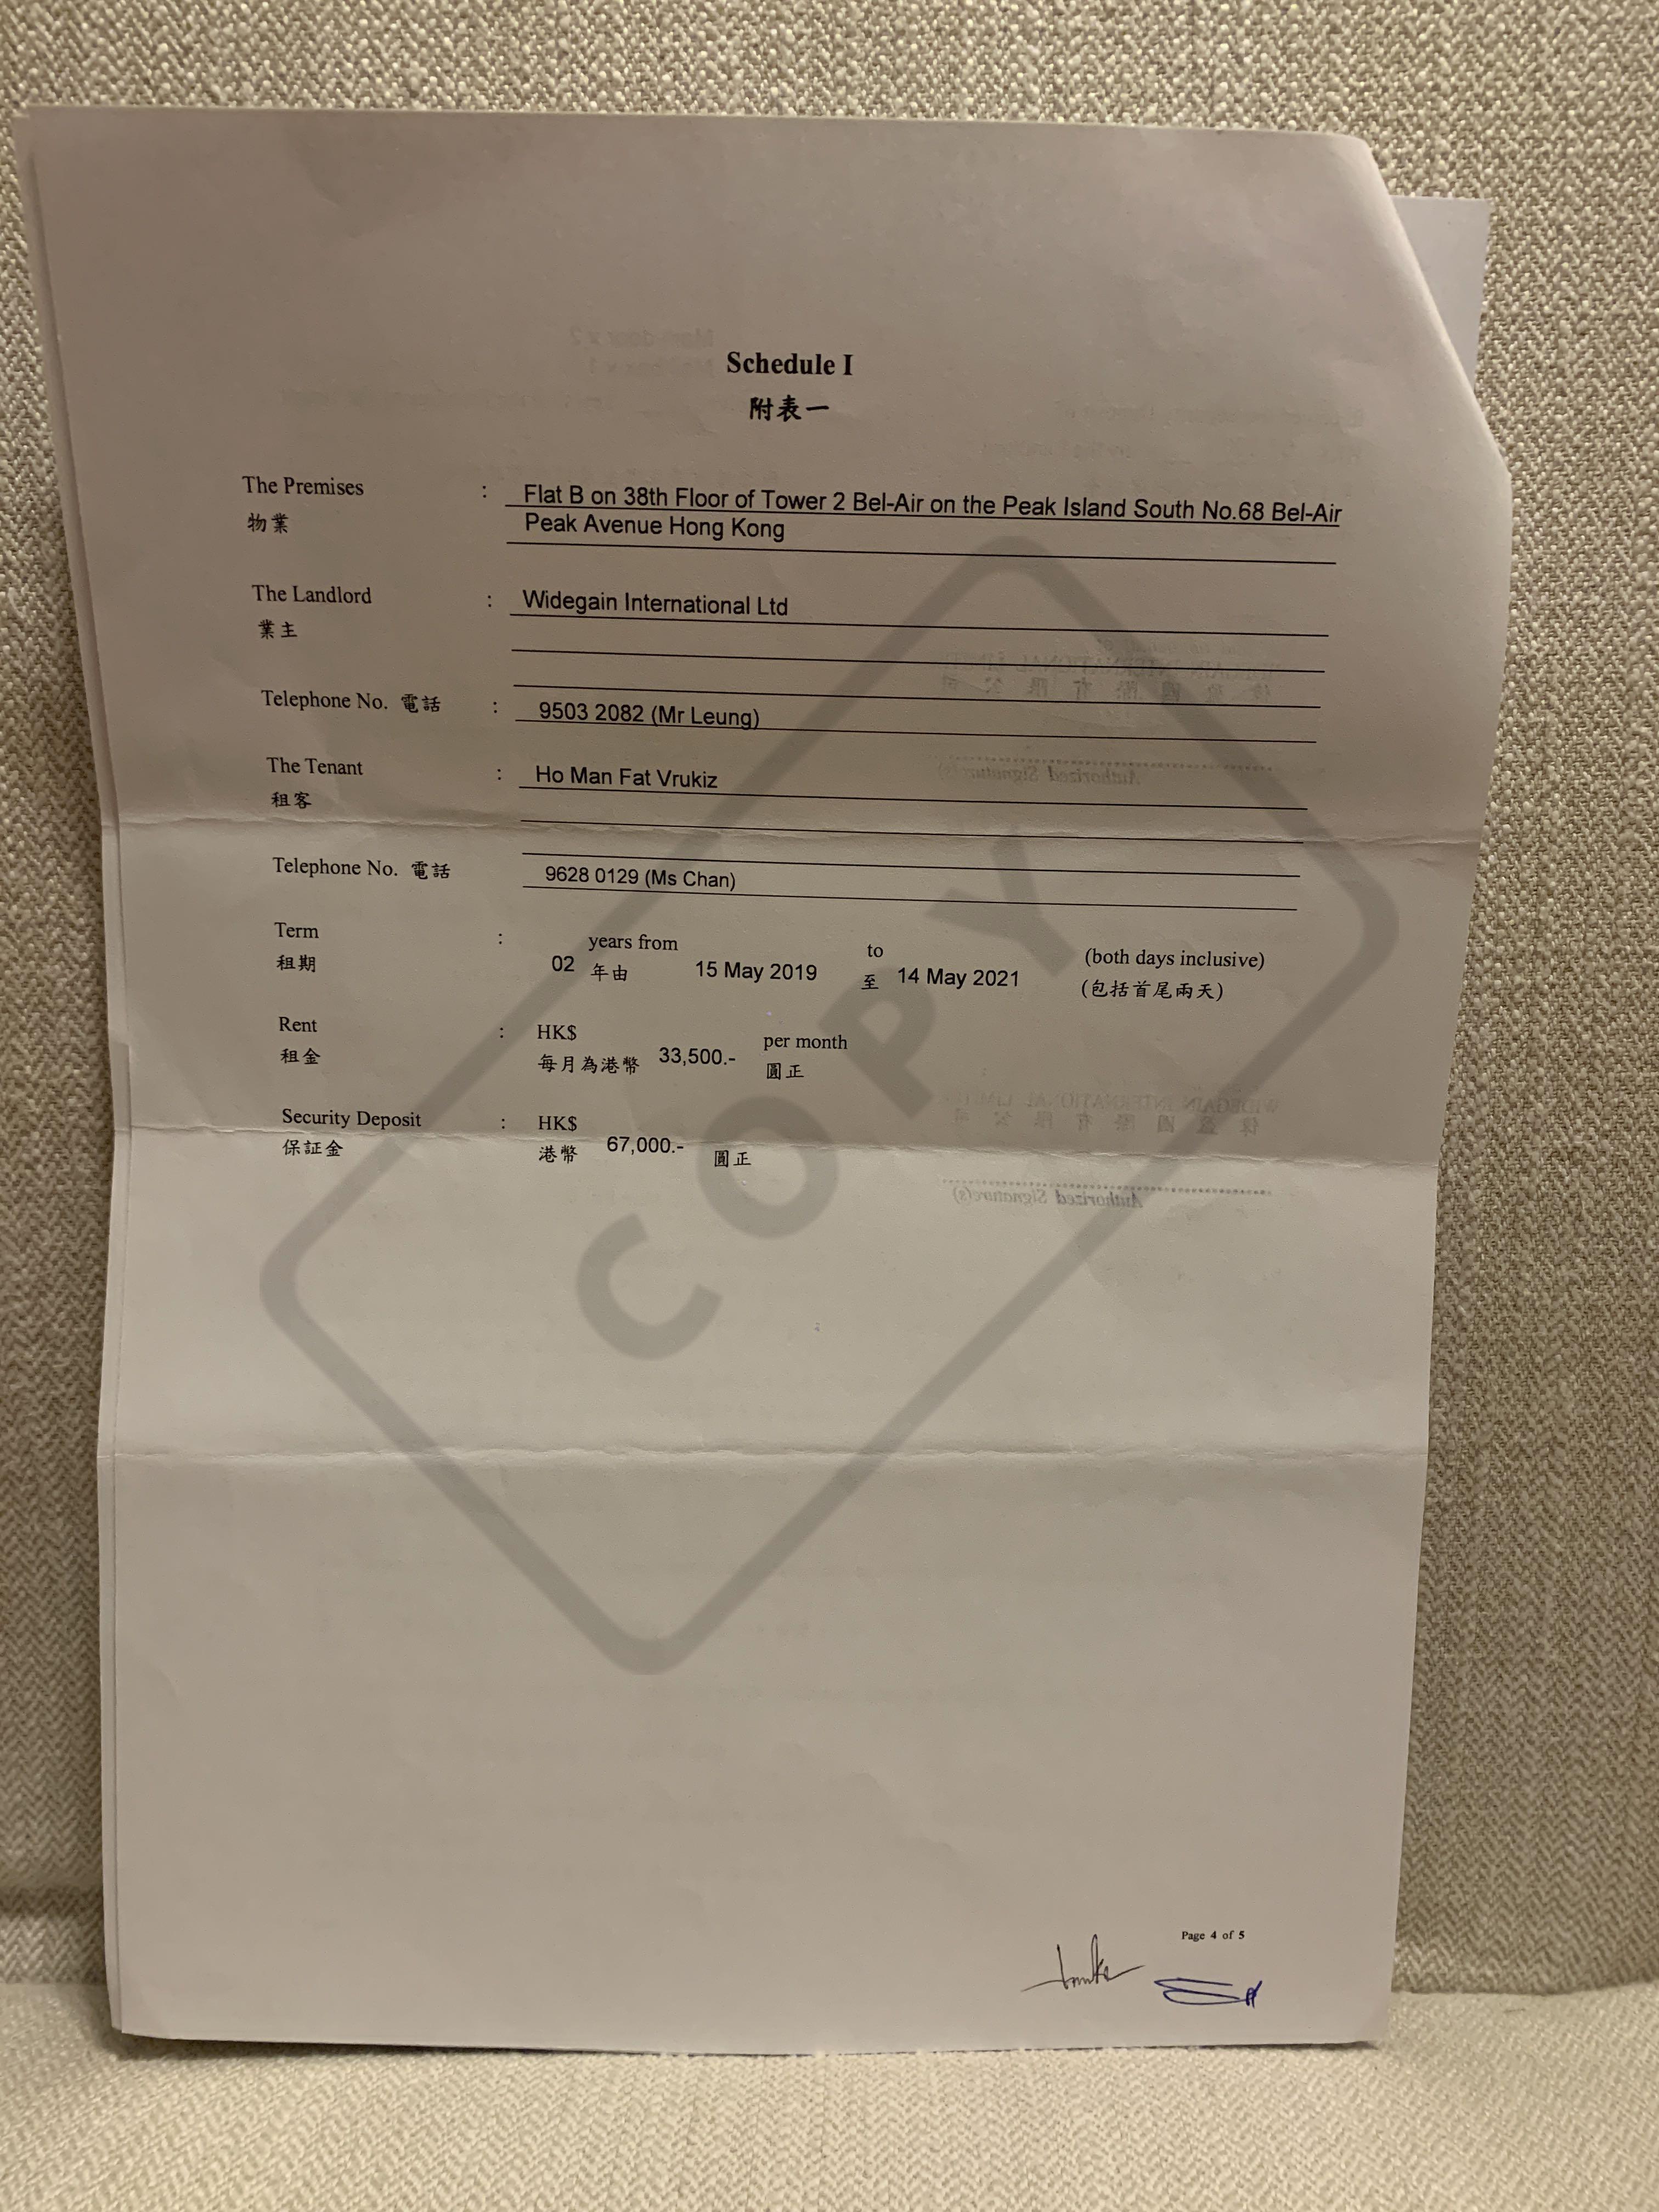 Schedule I
附表一
The Premises : Flat B on 38th Floor of Tower 2 Bel-Air on the Peak Island South No.68 Bel-Air
物業 Peak Avenue Hong Kong
The Landlord : Widegain International Ltd
業主
Telephone No. 電話 : 9503 2082 (Mr Leung)
The Tenant : Ho Man Fat Vrukiz
租客
Telephone No. 電話 : 9628 0129 (Ms Chan)
Term : years from to (both days inclusive)
租期 02 年由 15 May 2019 至 14 May 2021 (包括首尾兩天)
Rent : HK$ per month
租金 每月為港幣 33,500.- 圓正
Security Deposit : HK$
保証金 港幣 67,000.- 圓正
COPY
Page 4 of 5